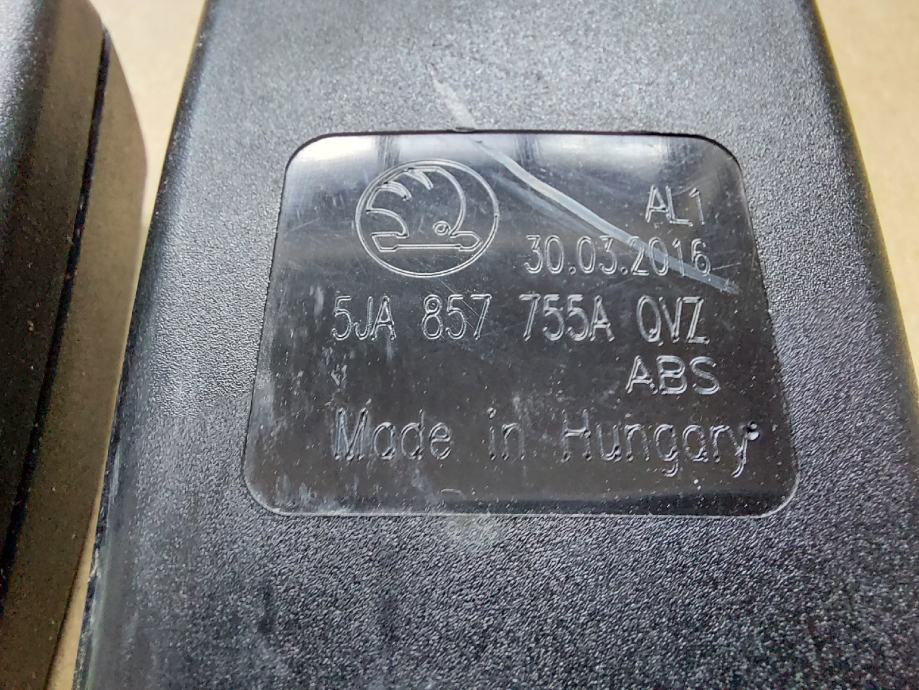 AL1
30.03.2016
5JA 857 755A QVZ
ABS
Made in Hungary